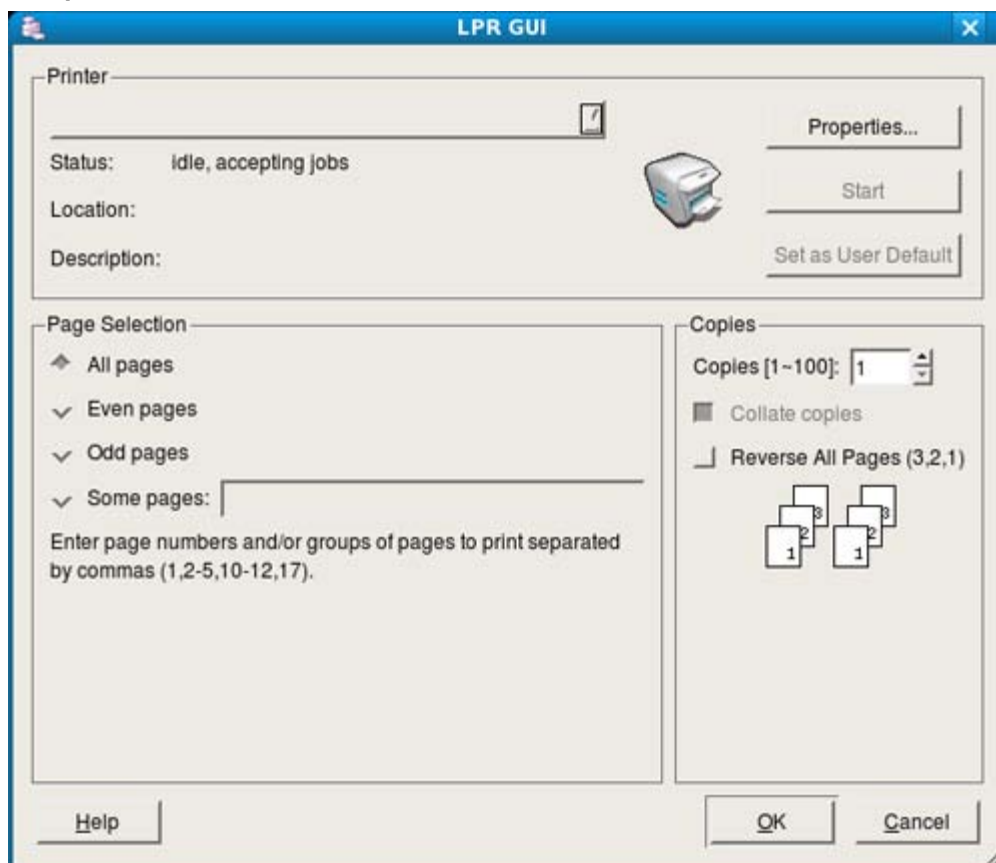 LPR GUI
Printer
Properties...
Status: idle, accepting jobs
Start
Location:
Set as User Default
Description:
Page Selection
All pages
Even pages
Odd pages
Some pages:
Enter page numbers and/or groups of pages to print separated
by commas (1,2-5,10-12,17).
Copies
Copies [1~100]: 1
Collate copies
Reverse All Pages (3,2,1)
3 3
2 2
1 1
Help
OK
Cancel